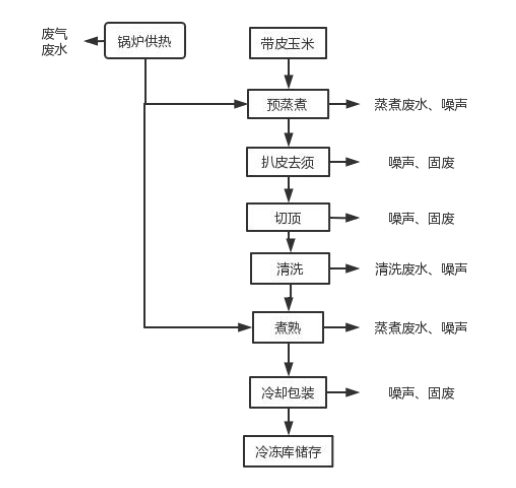 废气
废水
锅炉供热
带皮玉米
预蒸煮
蒸煮废水、噪声
扒皮去须
噪声、固废
切顶
噪声、固废
清洗
清洗废水、噪声
煮熟
蒸煮废水、噪声
冷却包装
噪声、固废
冷冻库储存